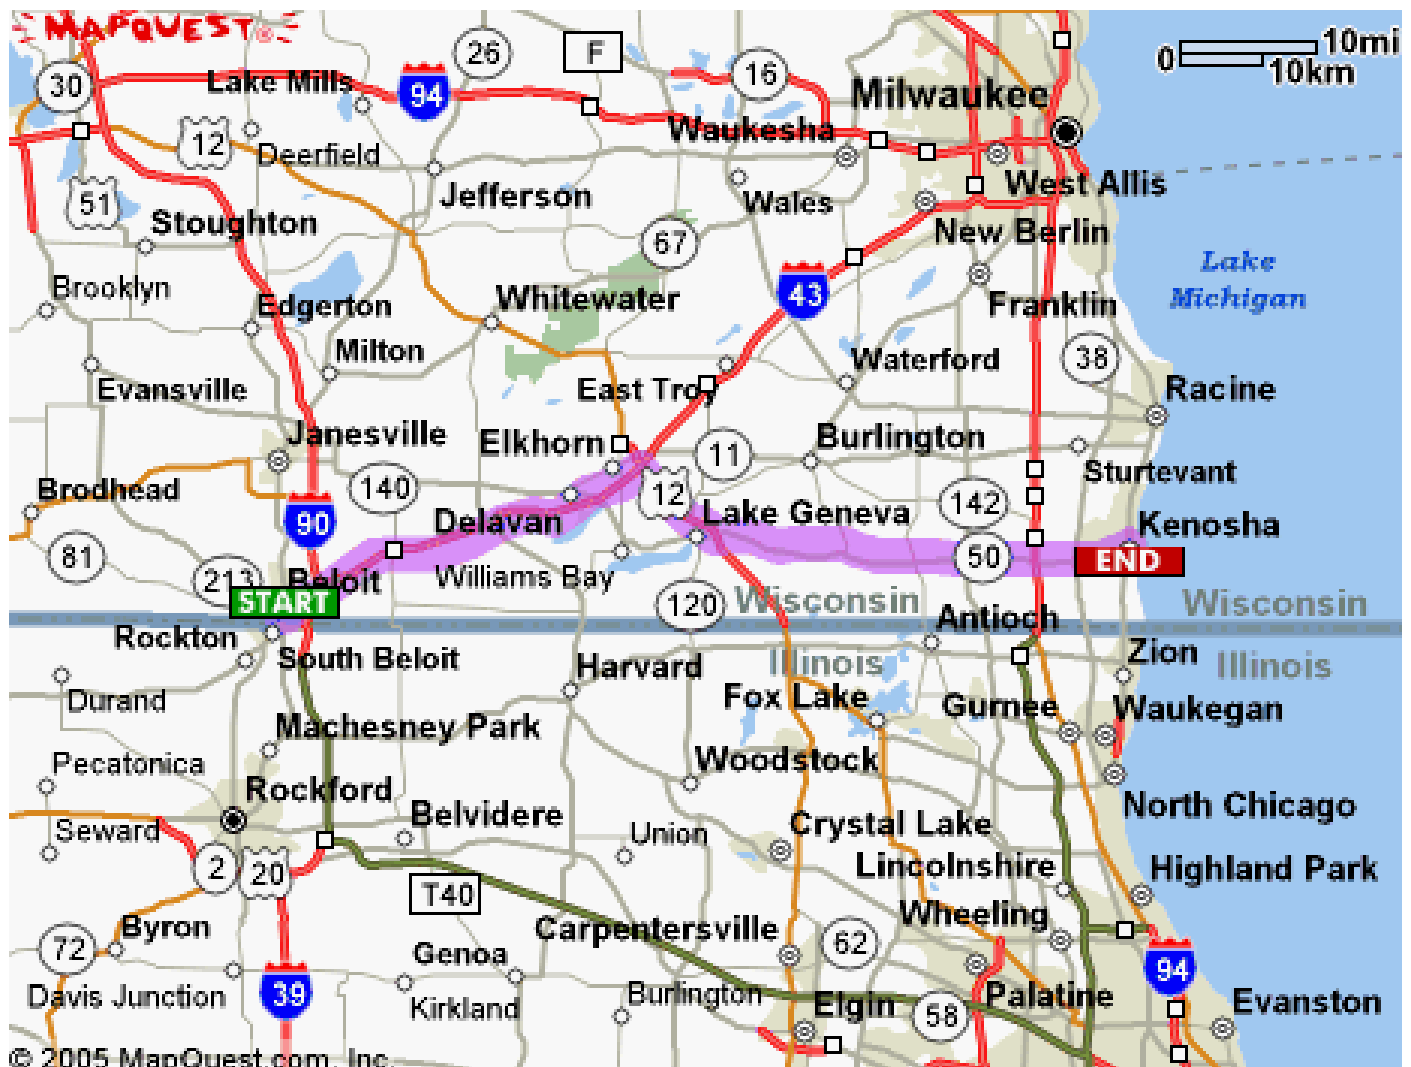 MAPQUEST®
26
F
16
0 10mi
10km
30
Lake Mills
94
Milwaukee
Waukesha
12
Deerfield
51
Jefferson
Wales
West Allis
Stoughton
67
New Berlin
Lake
Michigan
Brooklyn
Edgerton
Whitewater
43
Franklin
Milton
Waterford
38
Evansville
East Troy
Racine
Janesville
Elkhorn
11
Burlington
Brodhead
140
12
142
Sturtevant
90
Delavan
Lake Geneva
Kenosha
81
213
Beloit
Williams Bay
50
END
START
120
Wisconsin
Wisconsin
Rockton
Antioch
South Beloit
Harvard
Illinois
Zion
Illinois
Durand
Fox Lake
Gurnee
Waukegan
Machesney Park
Pecatonica
Woodstock
Rockford
North Chicago
Seward
Belvidere
Union
Crystal Lake
2
20
Lincolnshire
Highland Park
T40
Byron
Carpentersville
Wheeling
72
Genoa
62
94
Davis Junction
39
Kirkland
Burlington
Elgin
58
Palatine
Evanston
© 2005 MapQuest.com, Inc.